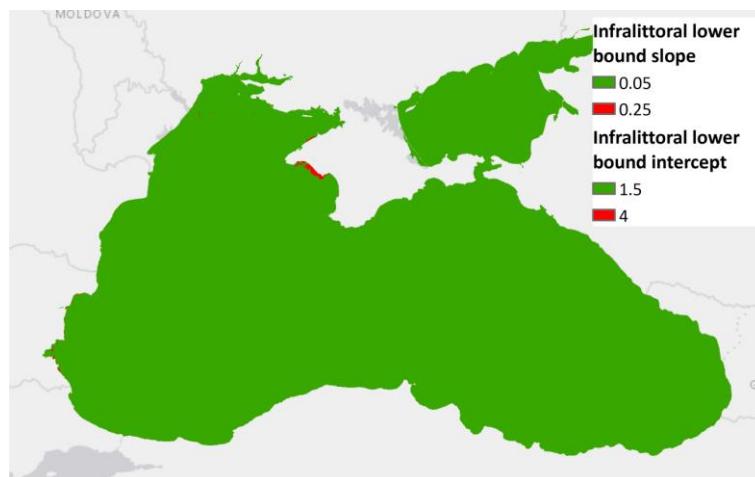 MOLDOVA
Infralittoral lower
bound slope
0.05
0.25
Infralittoral lower
bound intercept
1.5
4
G